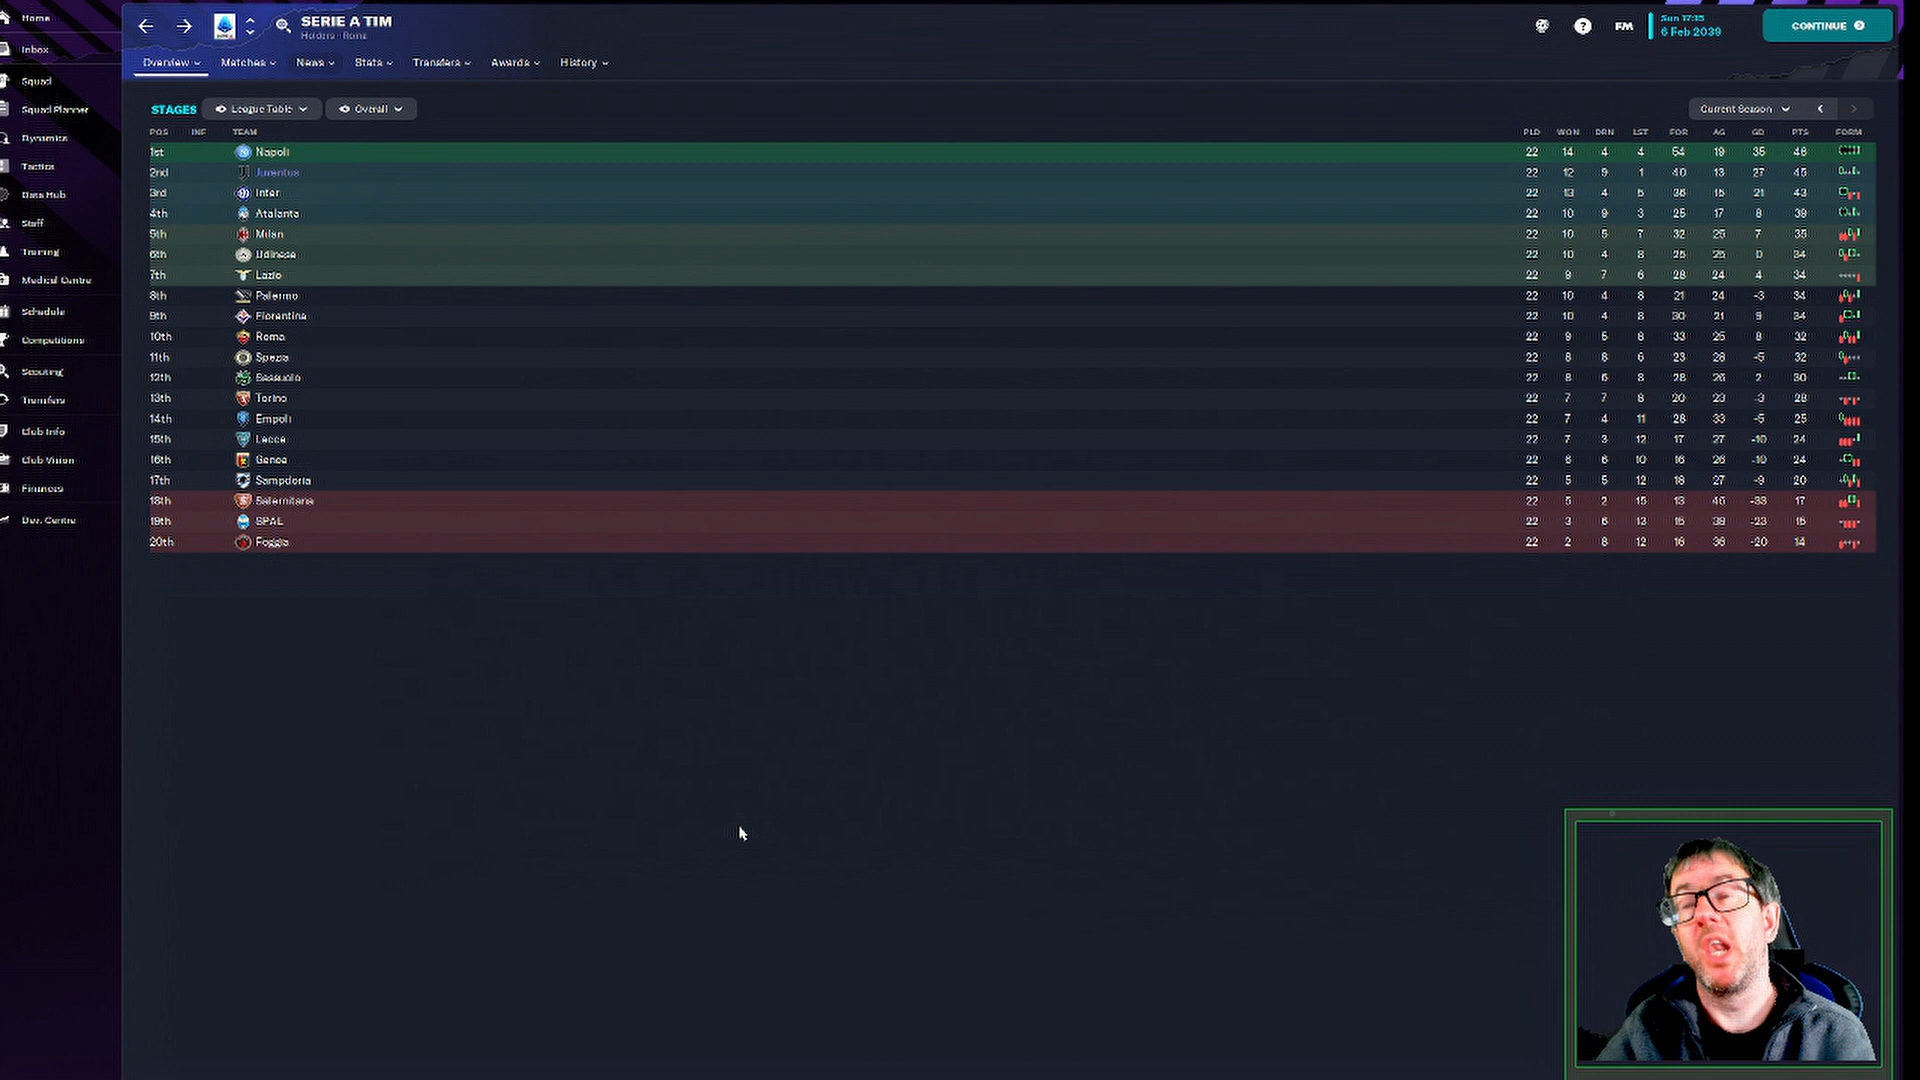 Home
Inbox
Squad
Squad Planner
Dynamics
Tactics
Data Hub
Staff
Training
Medical Centre
Schedule
Competitions
Scouting
Transfers
Club Info
Club Vision
Finances
Dev. Centre
SERIE A TIM
Holders - Roma
FM
Sun 17:15
6 Feb 2039
CONTINUE
Overview Matches News Stats Transfers Awards History
STAGES League Table Overall Current Season
POS INF TEAM PLD WON DRN LST FOR AG GD PTS FORM
1st Napoli 22 14 4 4 54 19 35 46
2nd Juventus 22 12 9 1 40 13 27 45
3rd Inter 22 13 4 5 36 15 21 43
4th Atalanta 22 10 9 3 25 17 8 39
5th Milan 22 10 5 7 32 25 7 35
6th Udinese 22 10 4 8 25 25 0 34
7th Lazio 22 9 7 6 28 24 4 34
8th Palermo 22 10 4 8 21 24 -3 34
9th Fiorentina 22 10 4 8 30 21 9 34
10th Roma 22 9 5 8 33 25 8 32
11th Spezia 22 8 8 6 23 28 -5 32
12th Sassuolo 22 8 6 8 28 26 2 30
13th Torino 22 7 7 8 20 23 -3 28
14th Empoli 22 7 4 11 28 33 -5 25
15th Lecce 22 7 3 12 17 27 -10 24
16th Genoa 22 6 6 10 16 26 -10 24
17th Sampdoria 22 5 5 12 18 27 -9 20
18th Salernitana 22 5 2 15 13 46 -33 17
19th SPAL 22 3 6 13 15 38 -23 15
20th Foggia 22 2 8 12 16 36 -20 14